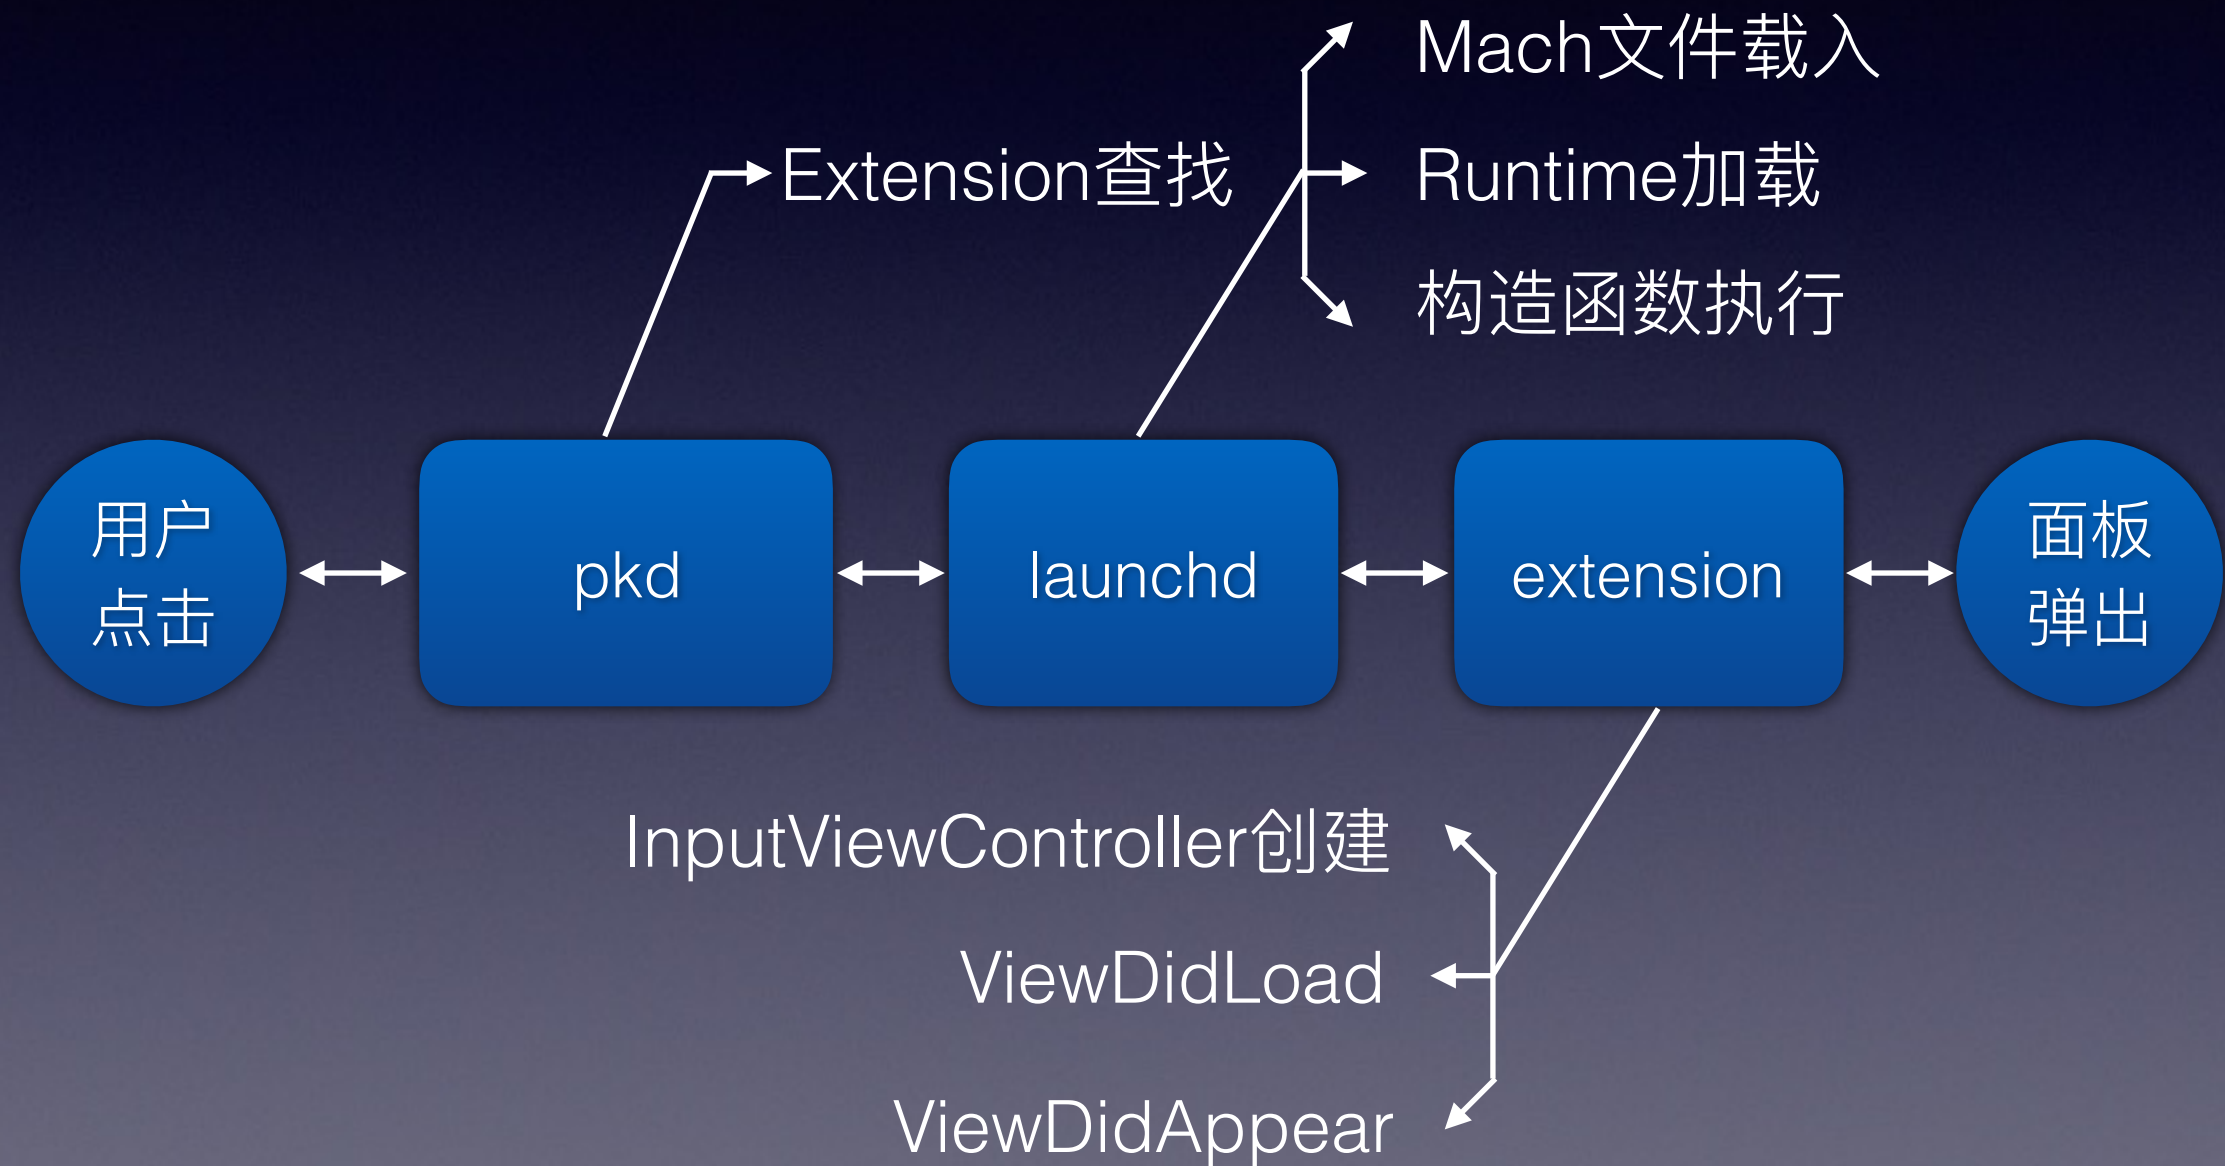 Mach文件载入
Extension查找
Runtime加载
构造函数执行
用户
点击
pkd
launchd
extension
面板
弹出
InputViewController创建
ViewDidLoad
ViewDidAppear